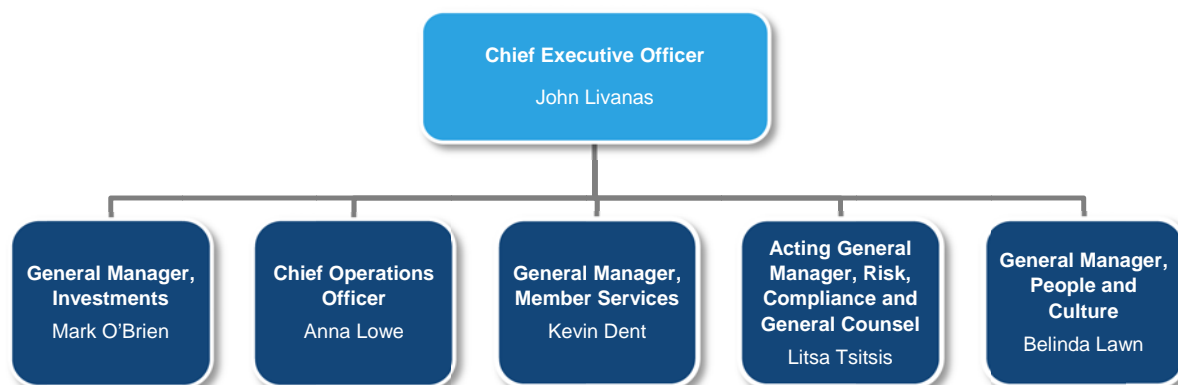 Chief Executive Officer
John Livanas
General Manager,
Investments
Mark O’Brien
Chief Operations
Officer
Anna Lowe
General Manager,
Member Services
Kevin Dent
Acting General
Manager, Risk,
Compliance and
General Counsel
Litsa Tsitsis
General Manager,
People and
Culture
Belinda Lawn